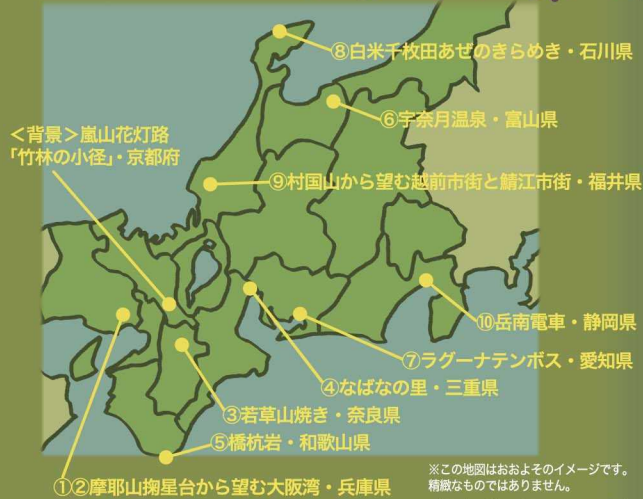 ⑧白米千枚田あぜのきらめき・石川県
⑥宇奈月温泉・富山県
＜背景＞嵐山花灯路
「竹林の小径」・京都府
⑨村国山から望む越前市街と鯖江市街・福井県
⑩岳南電車・静岡県
⑦ラグーナテンボス・愛知県
④なばなの里・三重県
③若草山焼き・奈良県
⑤橋杭岩・和歌山県
①②摩耶山掬星台から望む大阪湾・兵庫県
※この地図はおおよそのイメージです。
精緻なものではありません。